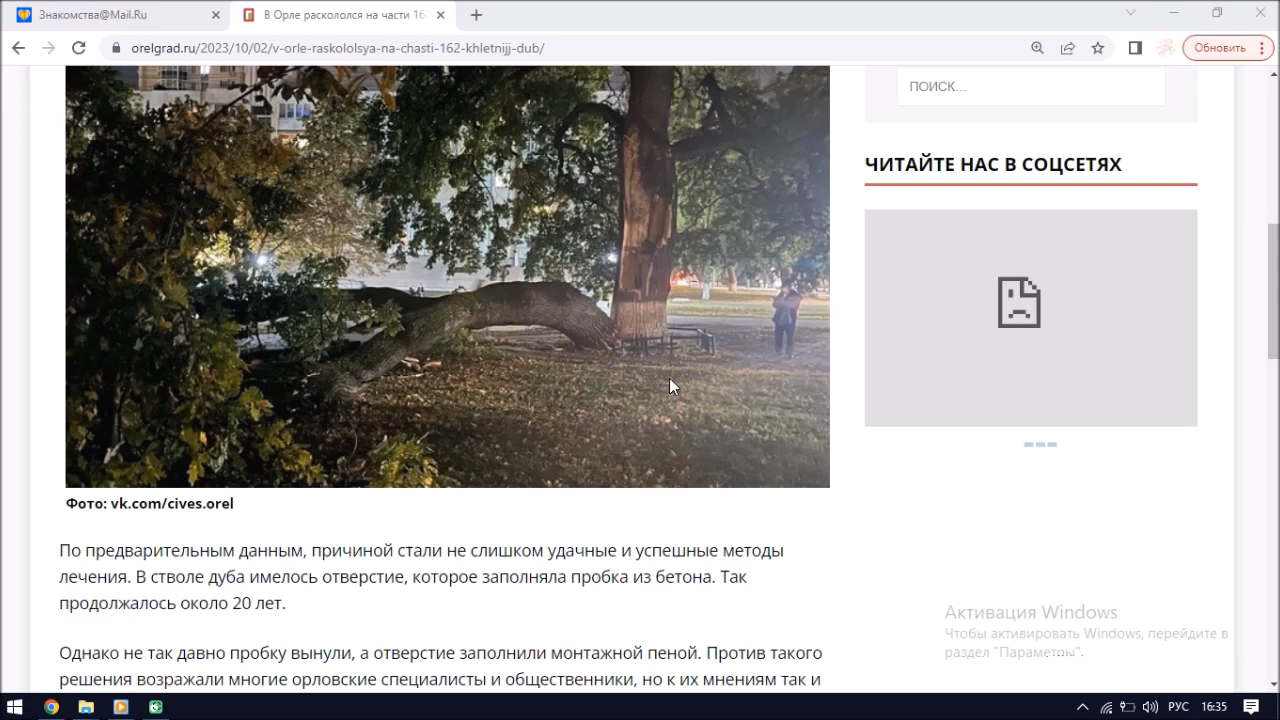 Знакомства@Mail.Ru
В Орле раскололся на части 16
orelgrad.ru/2023/10/02/v-orle-raskololsya-na-chasti-162-khletnijj-dub/
Обновить
ПОИСК...
ЧИТАЙТЕ НАС В СОЦСЕТЯХ
Фото: vk.com/cives.orel
По предварительным данным, причиной стали не слишком удачные и успешные методы
лечения. В стволе дуба имелось отверстие, которое заполняла пробка из бетона. Так
продолжалось около 20 лет.
Однако не так давно пробку вынули, а отверстие заполнили монтажной пеной. Против такого
решения возражали многие орловские специалисты и общественники, но к их мнениям так и
Активация Windows
Чтобы активировать Windows, перейдите в
раздел "Параметры".
РУС
16:35